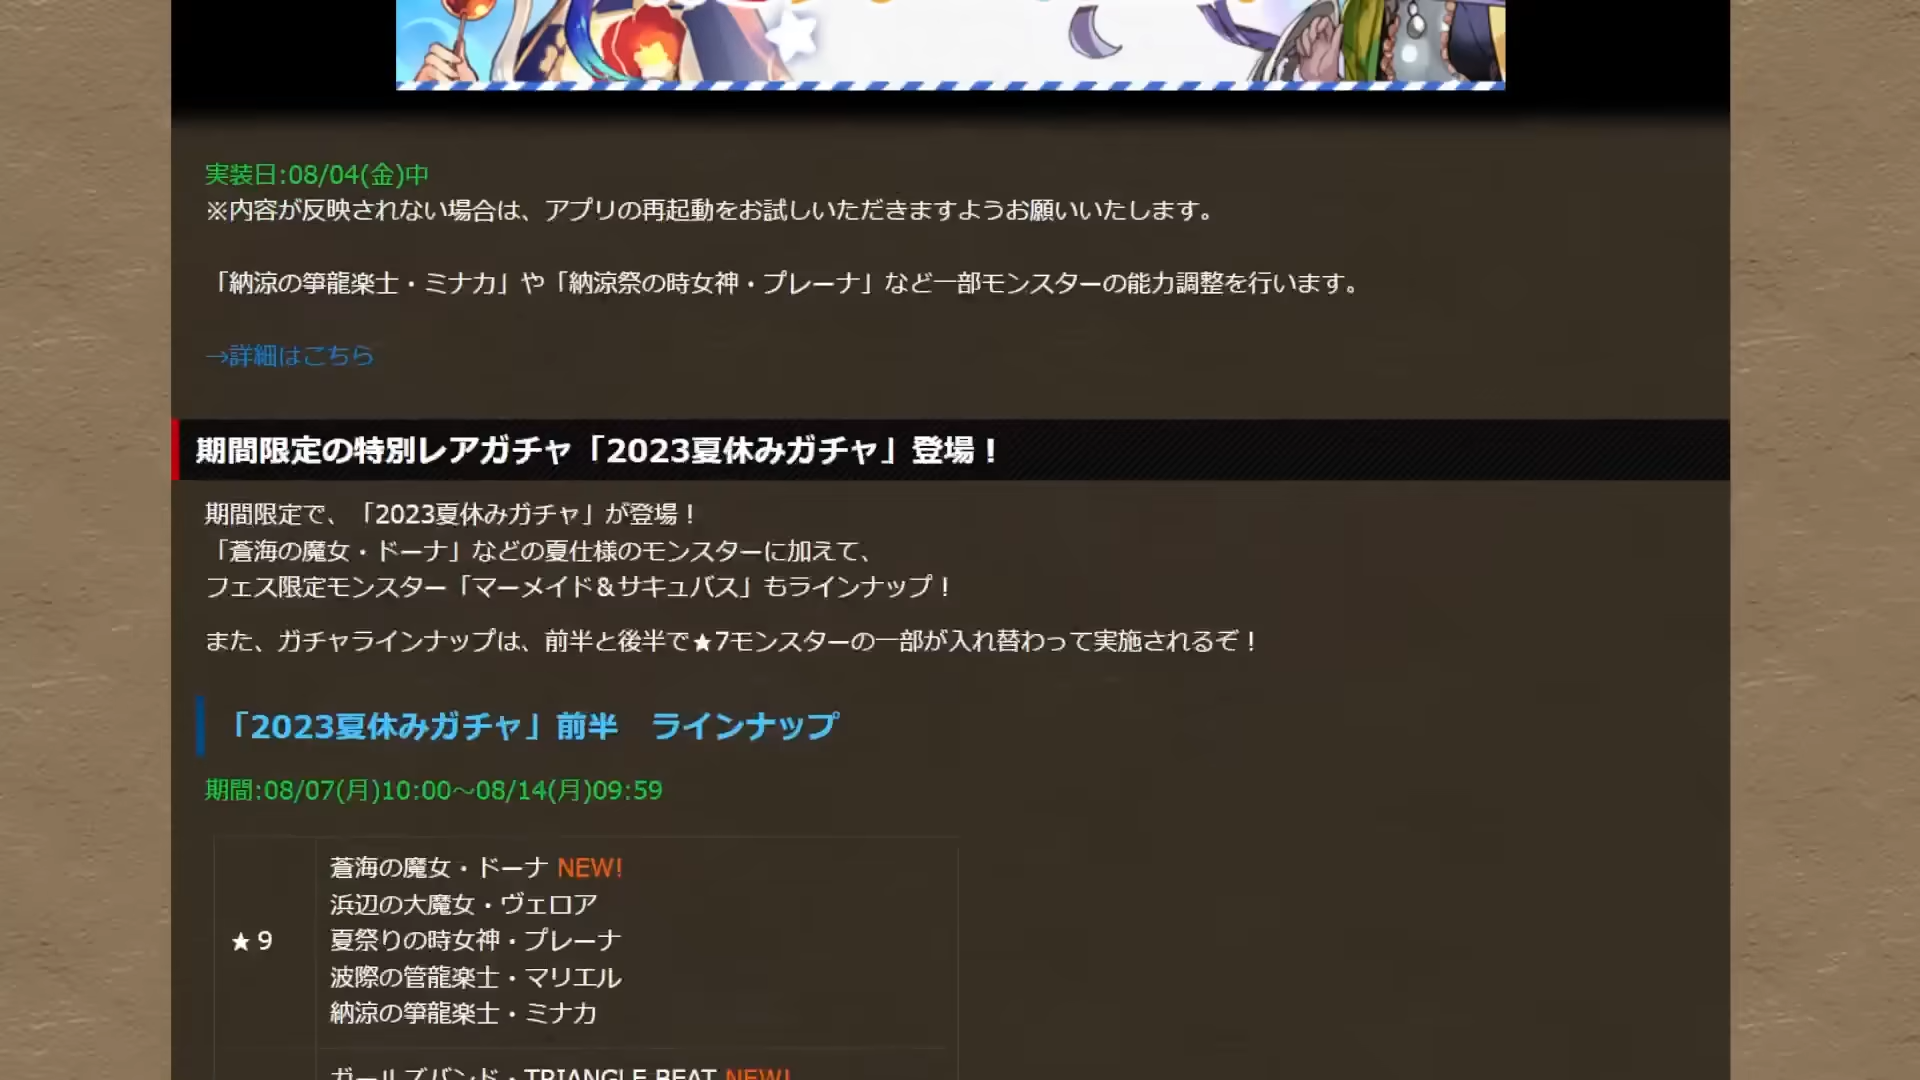 実装日:08/04(金)中
※内容が反映されない場合は、アプリの再起動をお試しいただきますようお願いいたします。
「納涼の箏龍楽士・ミナカ」や「納涼祭の時女神・プレーナ」など一部モンスターの能力調整を行います。
→詳細はこちら
期間限定の特別レアガチャ「2023夏休みガチャ」登場！
期間限定で、「2023夏休みガチャ」が登場！
「蒼海の魔女・ドーナ」などの夏仕様のモンスターに加えて、
フェス限定モンスター「マーメイド＆サキュバス」もラインナップ！
また、ガチャラインナップは、前半と後半で★7モンスターの一部が入れ替わって実施されるぞ！
「2023夏休みガチャ」前半　ラインナップ
期間:08/07(月)10:00～08/14(月)09:59
★9
蒼海の魔女・ドーナ NEW!
浜辺の大魔女・ヴェロア
夏祭りの時女神・プレーナ
波際の管龍楽士・マリエル
納涼の箏龍楽士・ミナカ
ガールズバンド・TRIANGLE BEAT NEW!